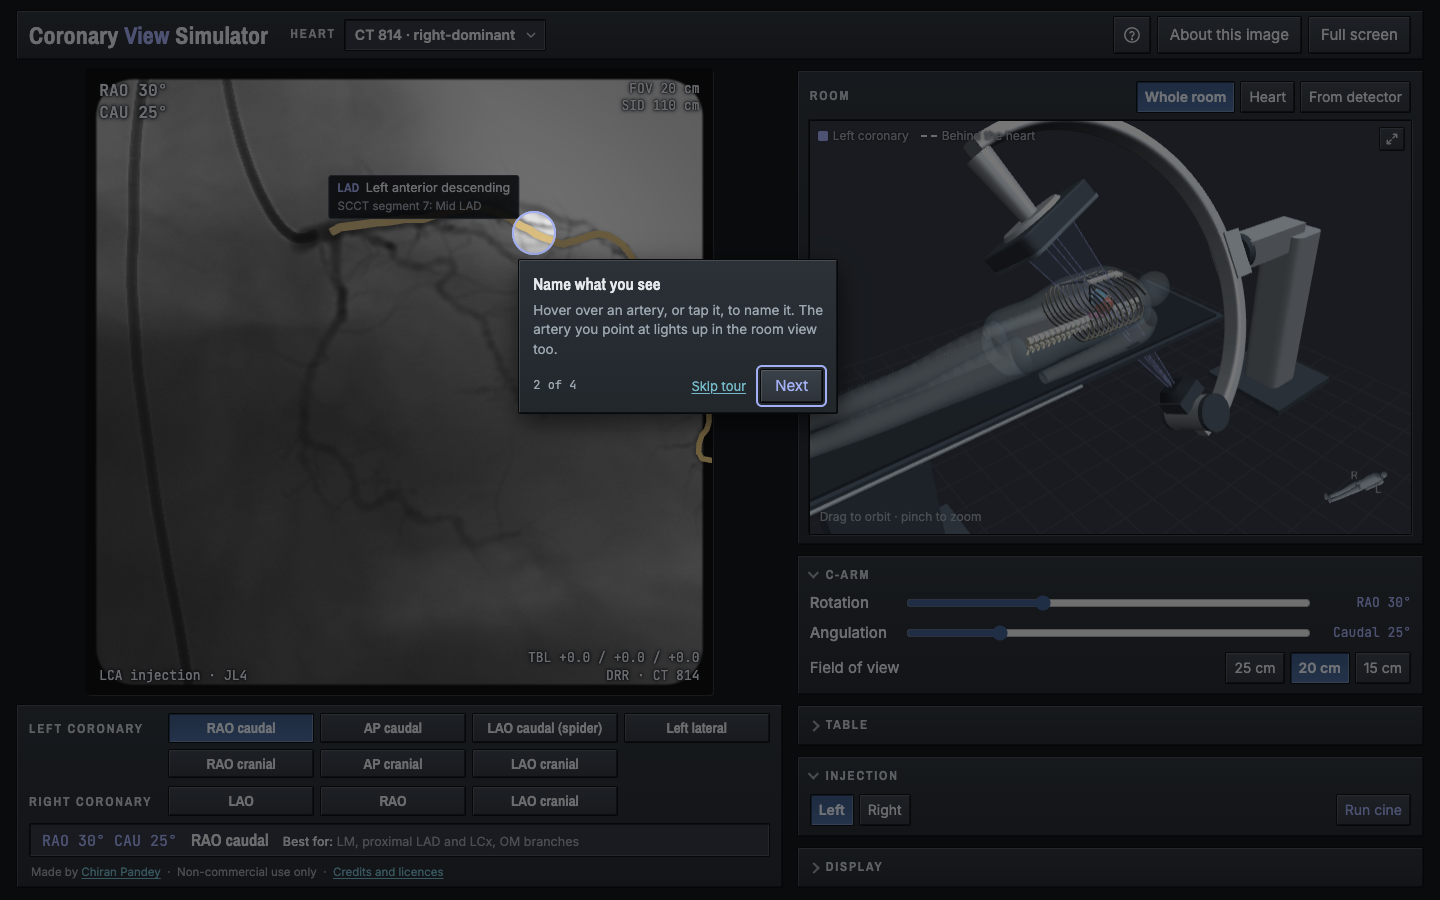 Coronary View Simulator
HEART
CT 814 · right-dominant
About this image
Full screen
RAO 30°
CAU 25°
FOV 20 cm
SID 110 cm
LAD Left anterior descending
SCCT segment 7: Mid LAD
Name what you see
Hover over an artery, or tap it, to name it. The
artery you point at lights up in the room view
too.
2 of 4
Skip tour
Next
LCA injection · JL4
TBL +0.0 / +0.0 / +0.0
DRR · CT 814
LEFT CORONARY
RAO caudal
AP caudal
LAO caudal (spider)
Left lateral
RAO cranial
AP cranial
LAO cranial
RIGHT CORONARY
LAO
RAO
LAO cranial
RAO 30° CAU 25° RAO caudal Best for: LM, proximal LAD and LCx, OM branches
Made by Chiran Pandey · Non-commercial use only · Credits and licences
ROOM
Whole room
Heart
From detector
Left coronary
Behind the heart
R
L
Drag to orbit · pinch to zoom
C-ARM
Rotation
RAO 30°
Angulation
Caudal 25°
Field of view
25 cm
20 cm
15 cm
TABLE
INJECTION
Left
Right
Run cine
DISPLAY